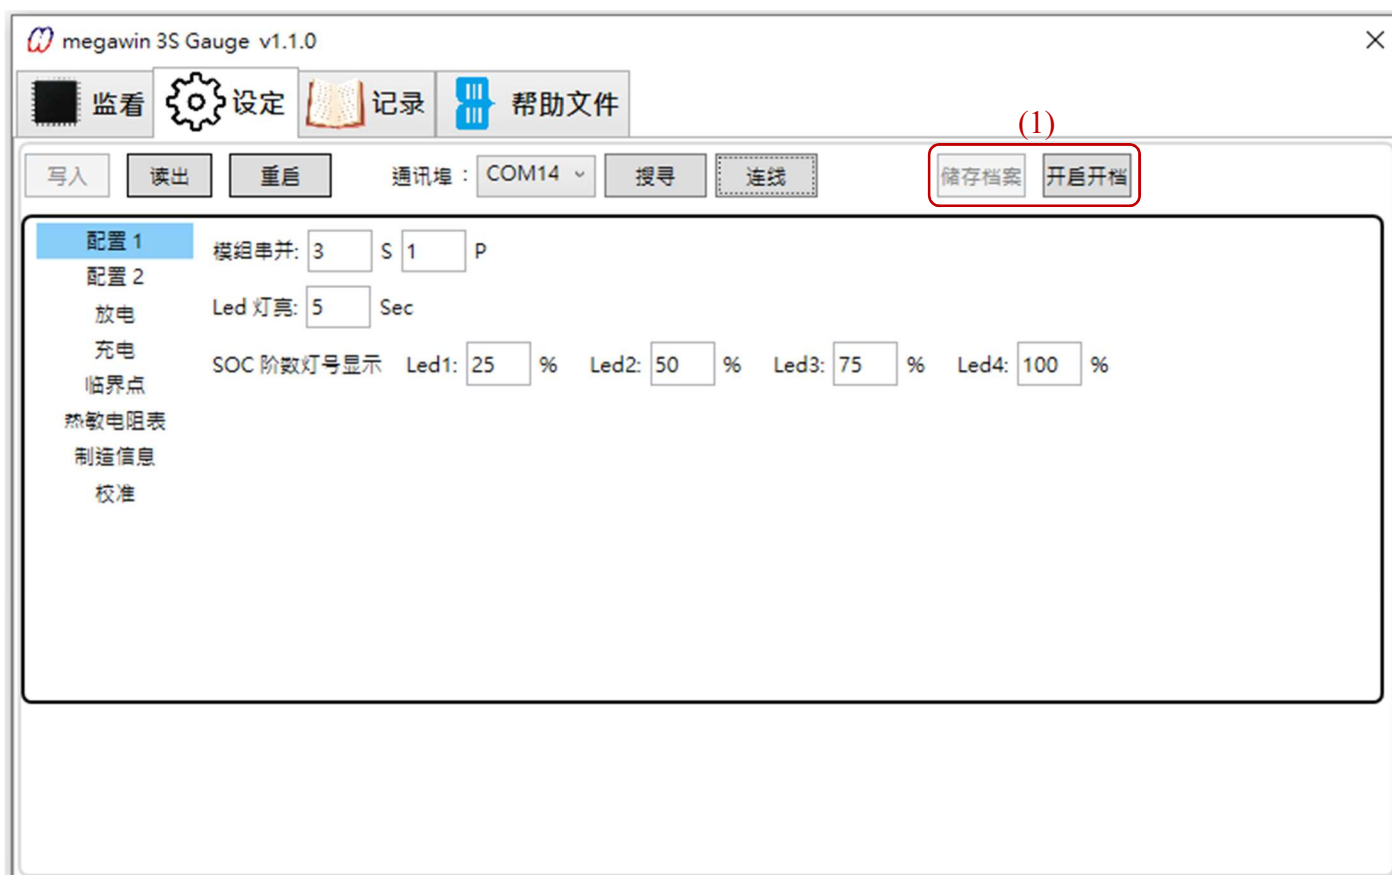 megawin 3S Gauge v1.1.0
监看 设定 记录 帮助文件
(1)
写入 读出 重启 通讯埠： COM14 搜寻 连线 储存档案 开启开档
配置 1
模组串并: 3 S 1 P
配置 2
放电
Led 灯亮: 5 Sec
充电
SOC 阶数灯号显示 Led1: 25 % Led2: 50 % Led3: 75 % Led4: 100 %
临界点
热敏电阻表
制造信息
校准